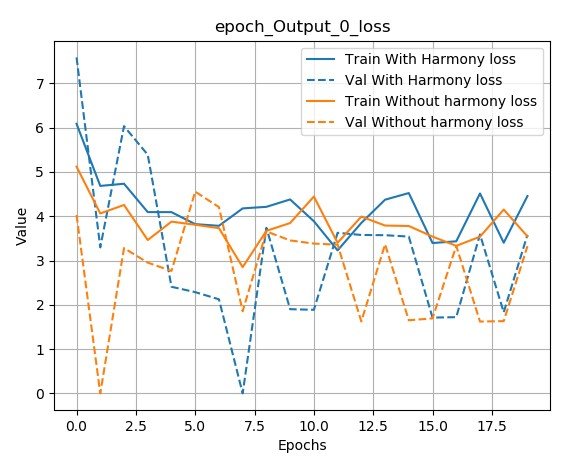 epoch_Output_0_loss
Train With Harmony loss
Val With Harmony loss
Train Without harmony loss
Val Without harmony loss
Value
7
6
5
4
3
2
1
0
0.0 2.5 5.0 7.5 10.0 12.5 15.0 17.5
Epochs